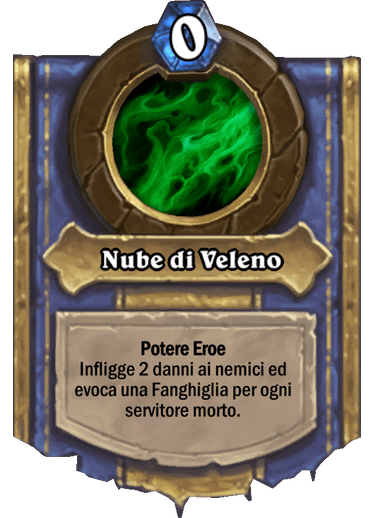 0
Nube di Veleno
Potere Eroe
Infligge 2 danni ai nemici ed
evoca una Fanghiglia per ogni
servitore morto.